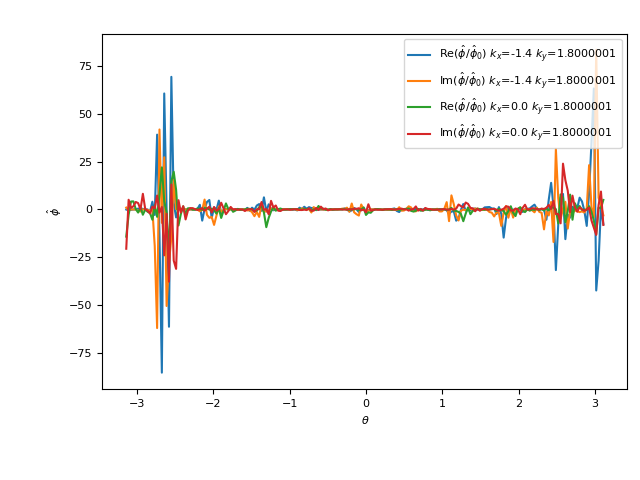 Re(φ̂/φ̂₀) kₓ=-1.4 k_y=1.8000001
Im(φ̂/φ̂₀) kₓ=-1.4 k_y=1.8000001
Re(φ̂/φ̂₀) kₓ=0.0 k_y=1.8000001
Im(φ̂/φ̂₀) kₓ=0.0 k_y=1.8000001
75
50
25
0
−25
−50
−75
φ̂
−3 −2 −1 0 1 2 3
θ